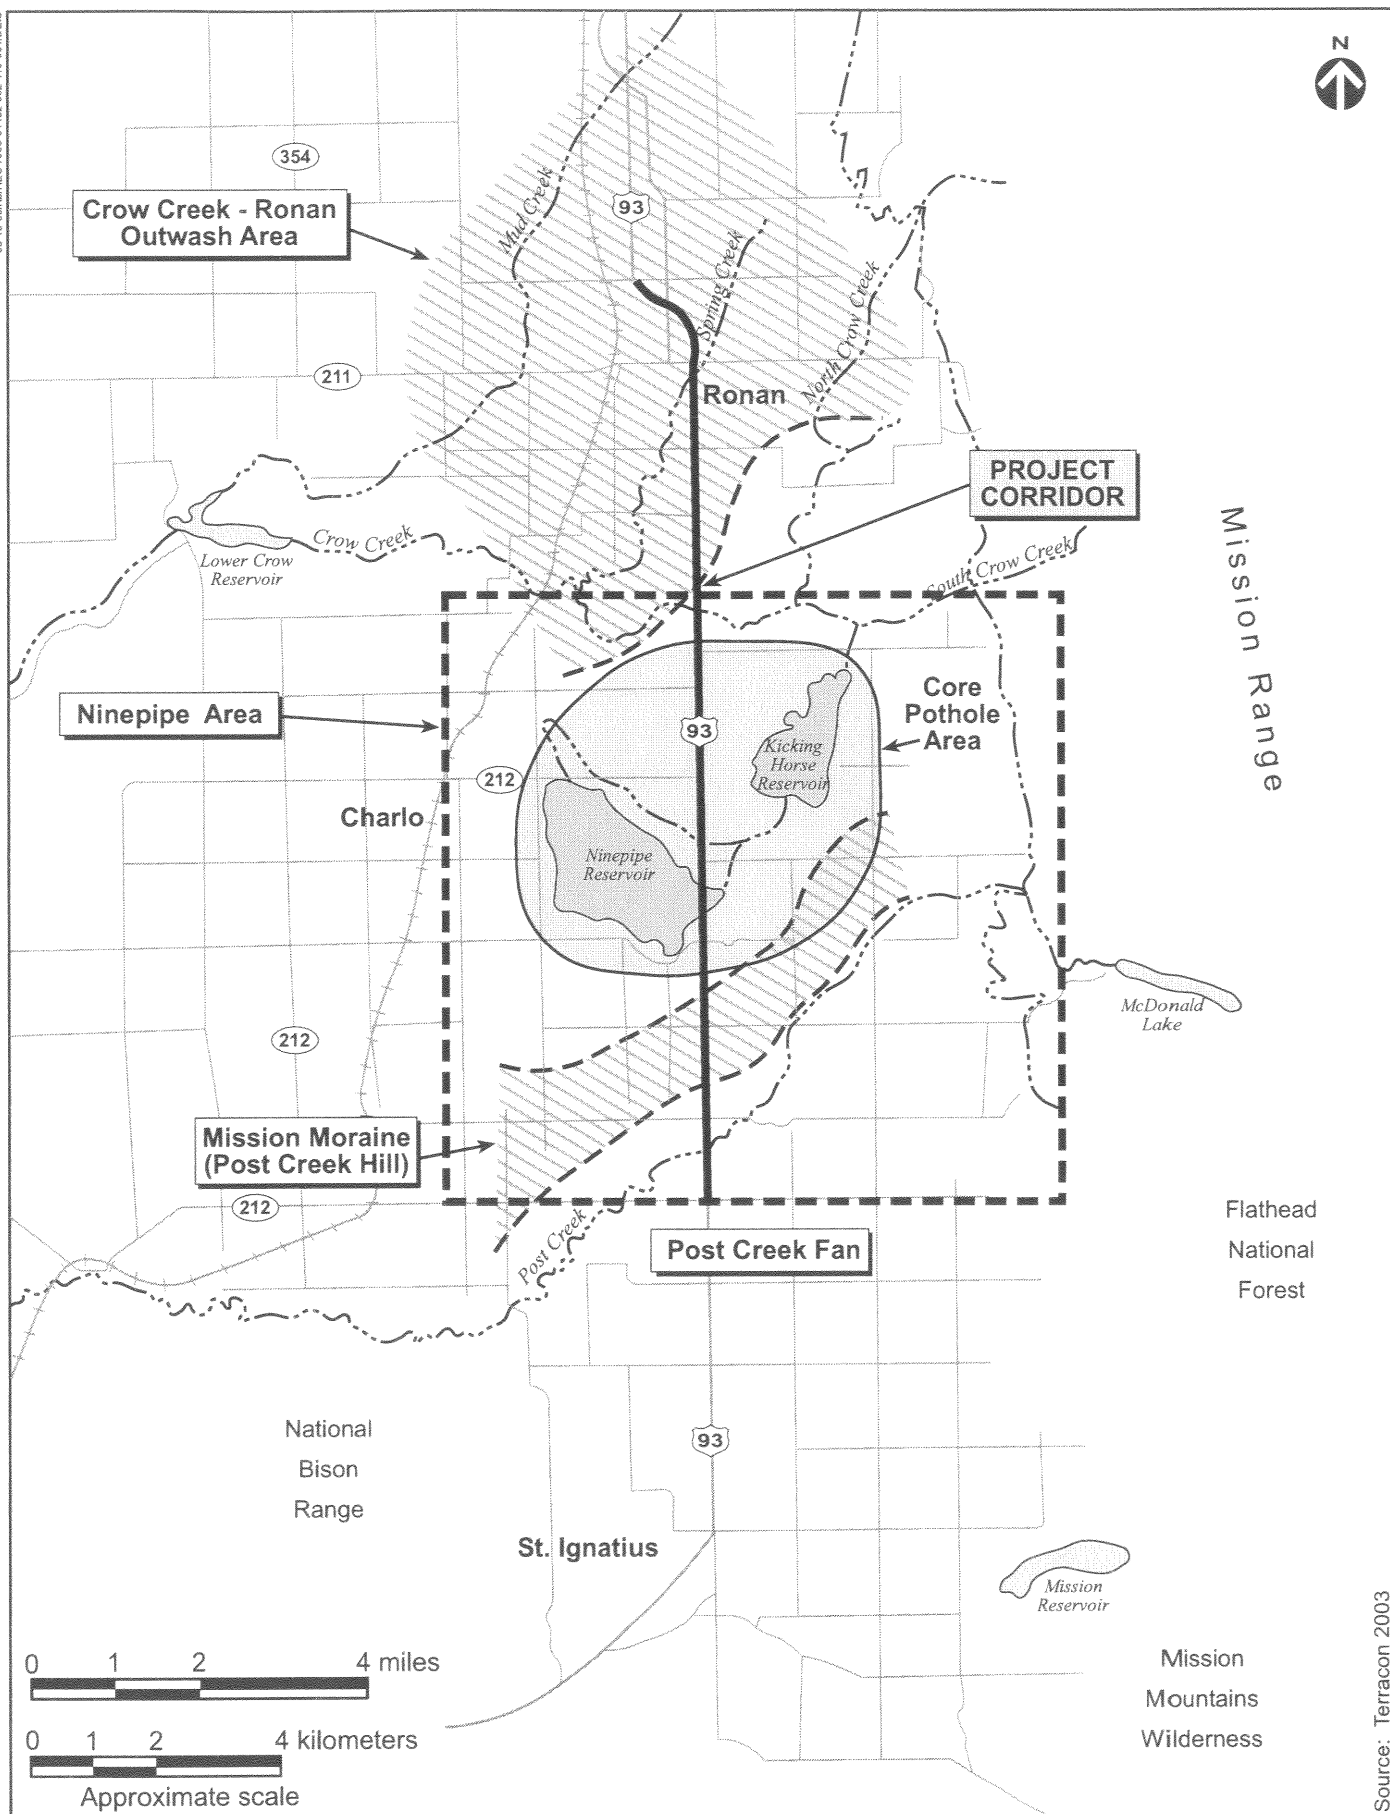 N
354
Crow Creek - Ronan
Outwash Area
Mud Creek
93
Spring Creek
North Crow Creek
211
Ronan
PROJECT
CORRIDOR
Crow Creek
Lower Crow
Reservoir
South Crow Creek
Mission Range
Ninepipe Area
Core
Pothole
Area
93
Kicking
Horse
Reservoir
212
Charlo
Ninepipe
Reservoir
McDonald
Lake
212
Mission Moraine
(Post Creek Hill)
212
Post Creek
Post Creek Fan
Flathead
National
Forest
National
Bison
Range
93
St. Ignatius
Mission
Reservoir
Mission
Mountains
Wilderness
0 1 2 4 miles
0 1 2 4 kilometers
Approximate scale
Source: Terracon 2003